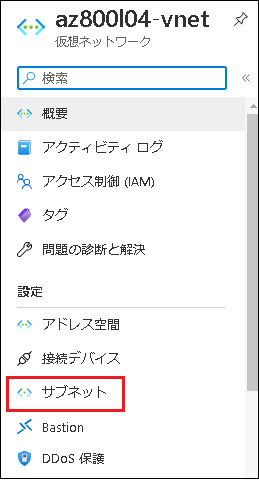 az800l04-vnet
仮想ネットワーク
検索
概要
アクティビティ ログ
アクセス制御 (IAM)
タグ
問題の診断と解決
設定
アドレス空間
接続デバイス
サブネット
Bastion
DDoS 保護